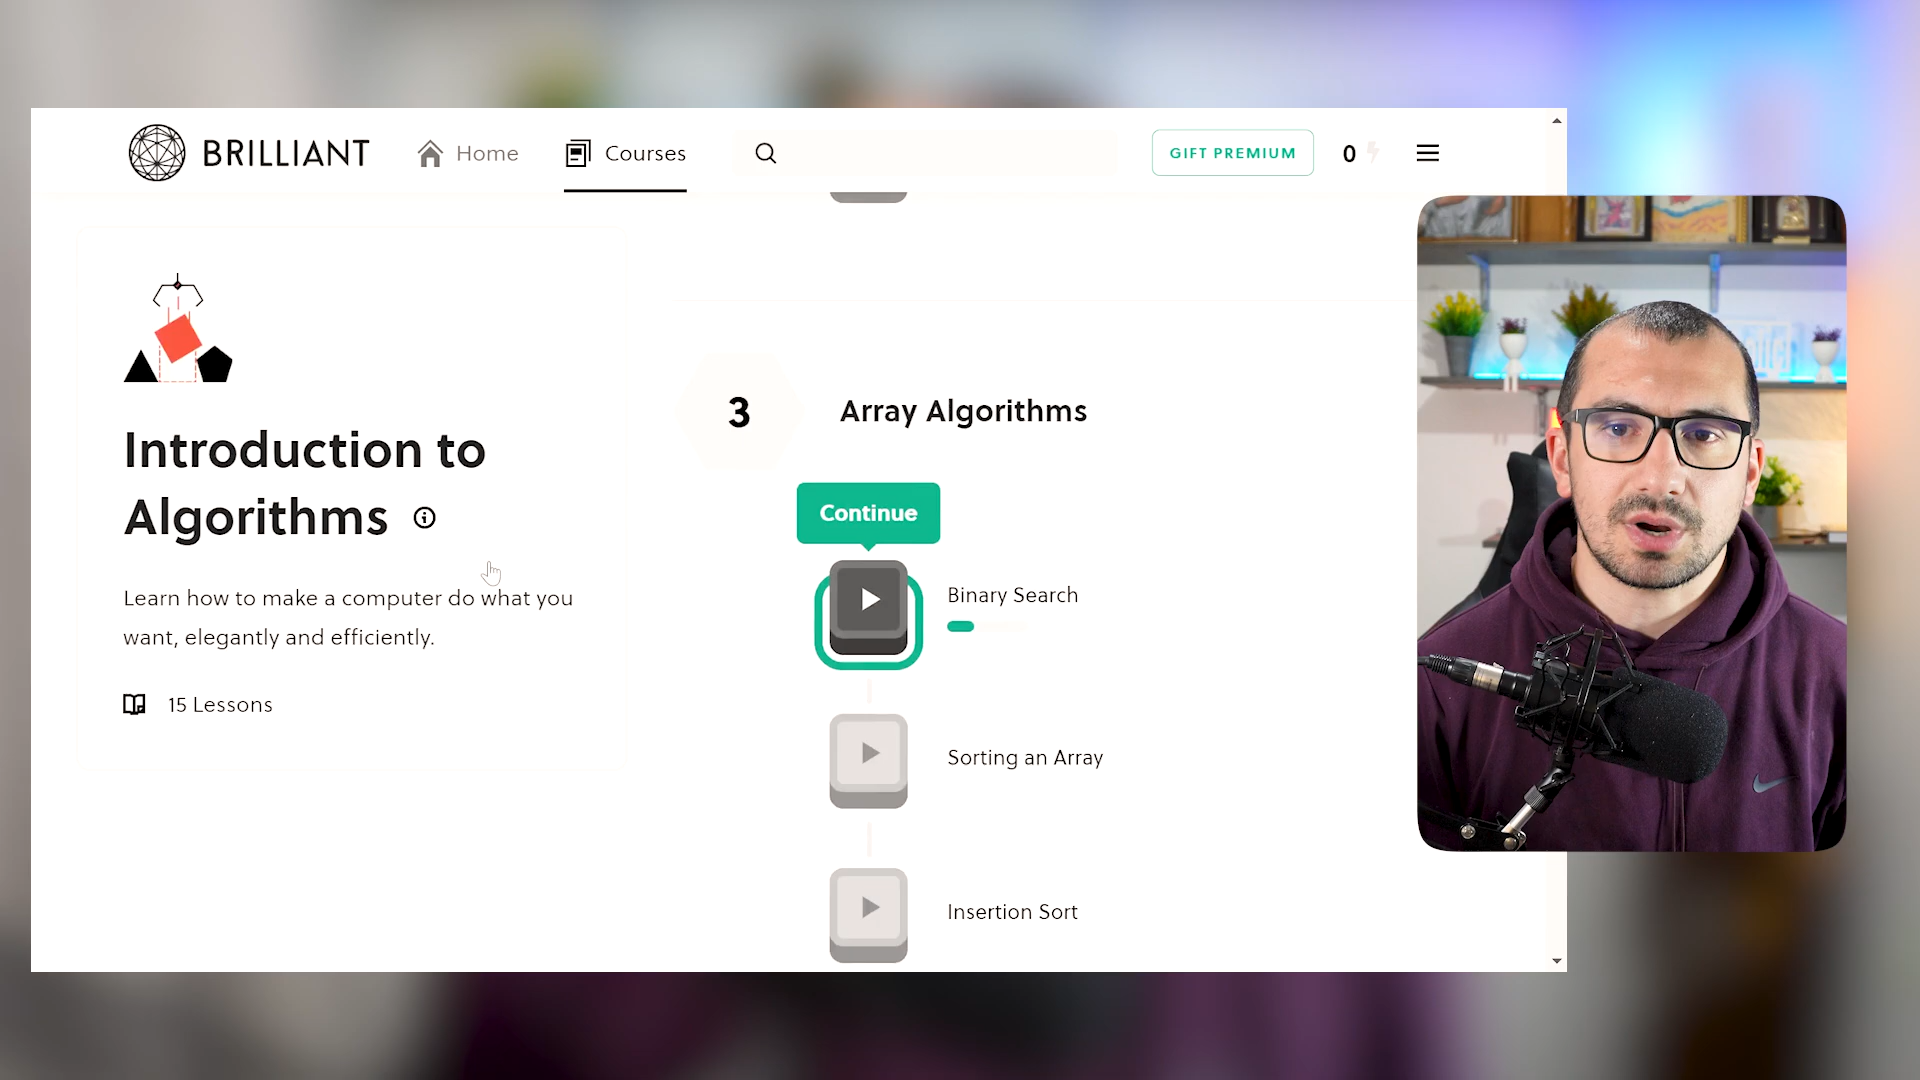 BRILLIANT
Home
Courses
GIFT PREMIUM
0
Introduction to
Algorithms
Learn how to make a computer do what you
want, elegantly and efficiently.
15 Lessons
3
Array Algorithms
Continue
Binary Search
Sorting an Array
Insertion Sort